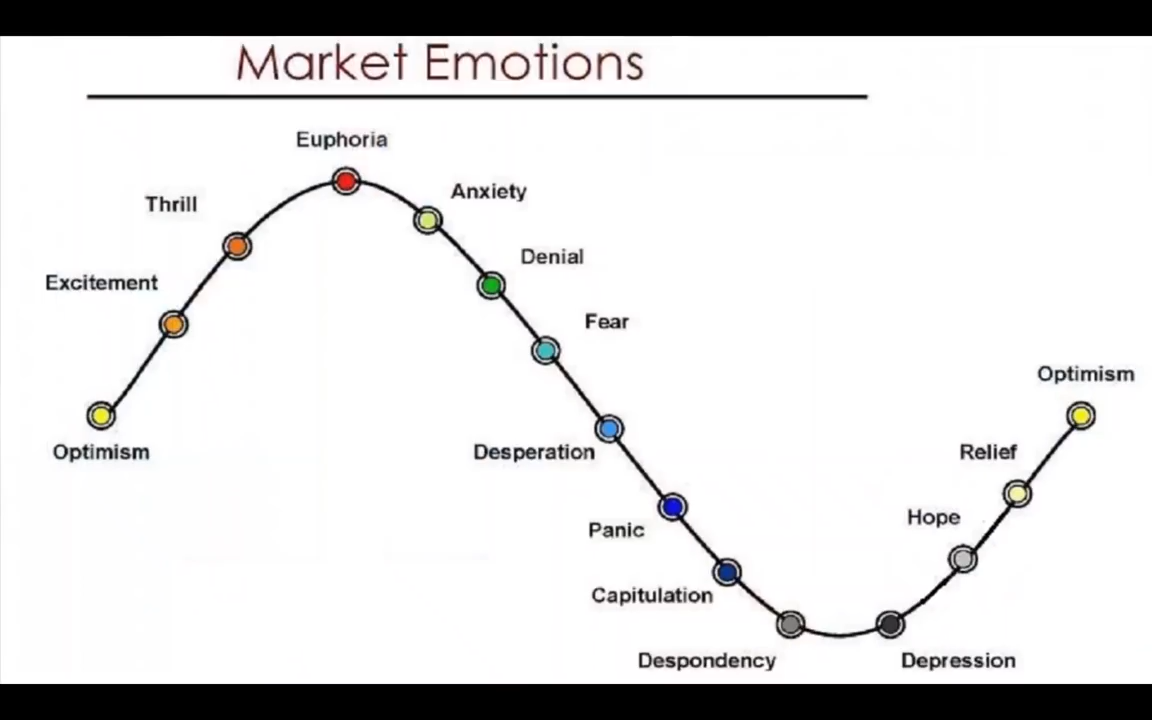 Market Emotions
Euphoria
Anxiety
Thrill
Denial
Excitement
Fear
Optimism
Optimism
Desperation
Relief
Hope
Panic
Capitulation
Despondency
Depression